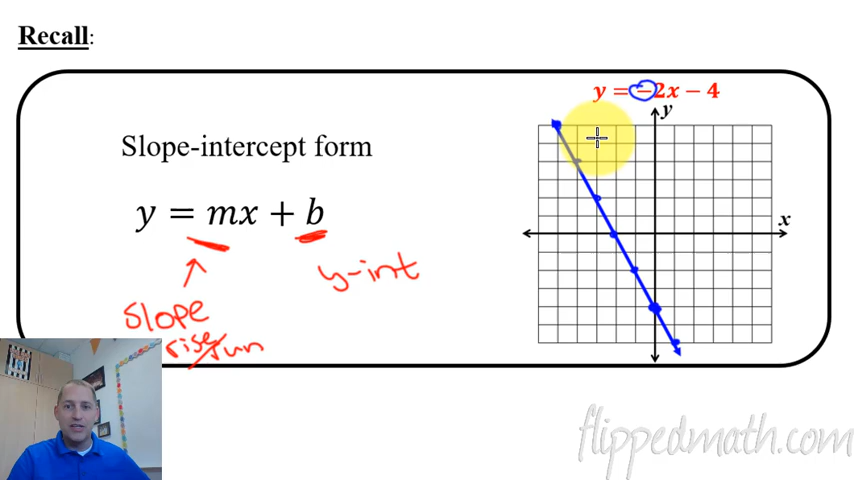 Recall:
y = −2x − 4
y
Slope-intercept form
y = mx + b
x
y-int
Slope
rise/run
flippedmath.com